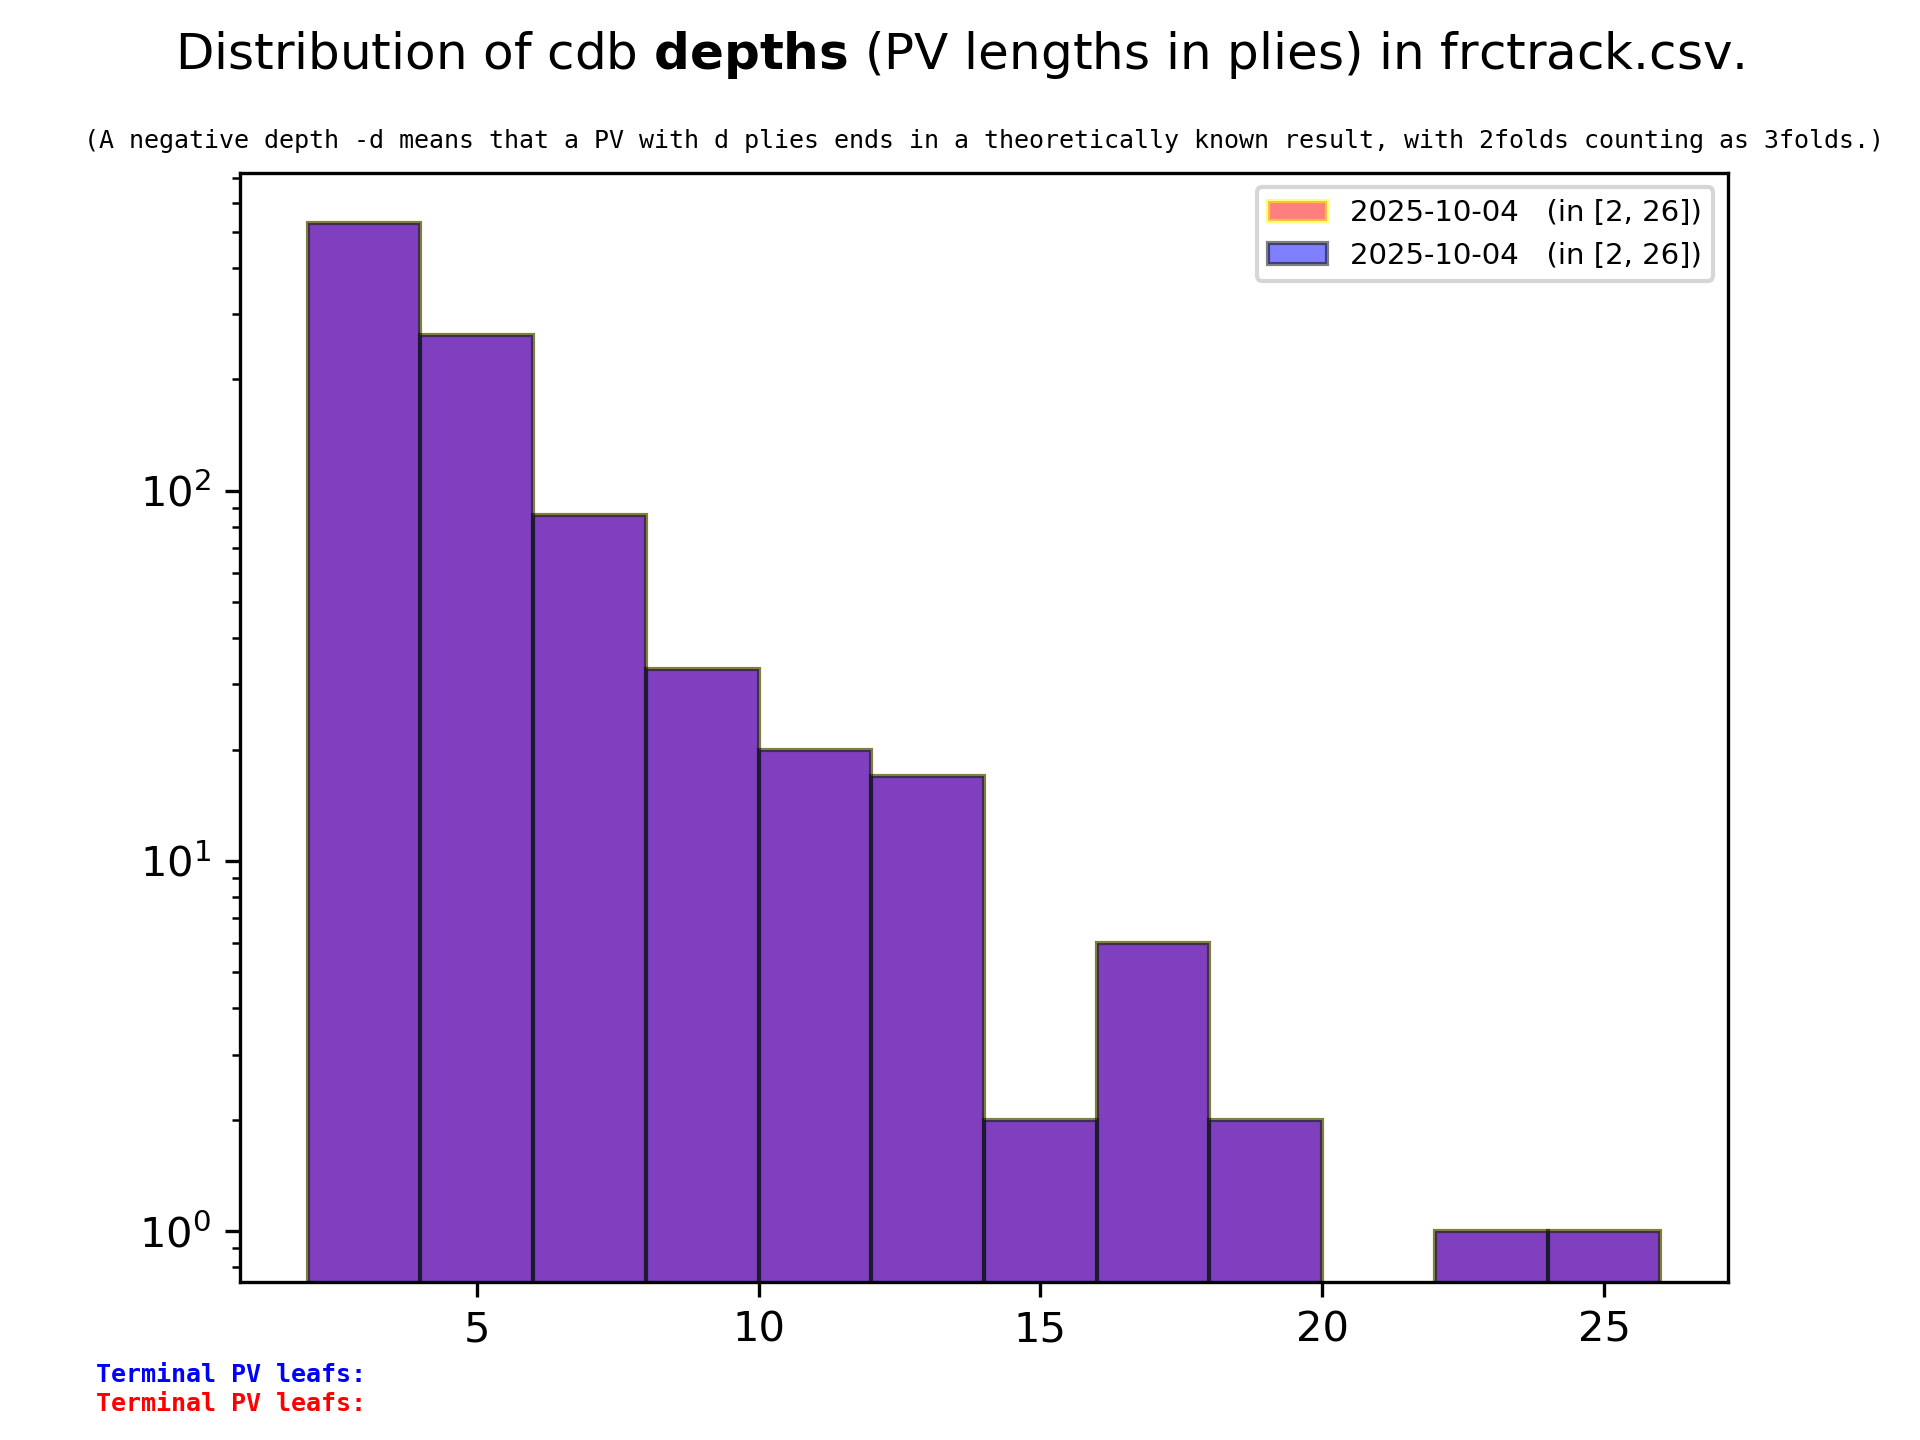 Distribution of cdb depths (PV lengths in plies) in frctrack.csv.
(A negative depth -d means that a PV with d plies ends in a theoretically known result, with 2folds counting as 3folds.)
2025-10-04 (in [2, 26])
2025-10-04 (in [2, 26])
10²
10¹
10⁰
5 10 15 20 25
Terminal PV leafs:
Terminal PV leafs: